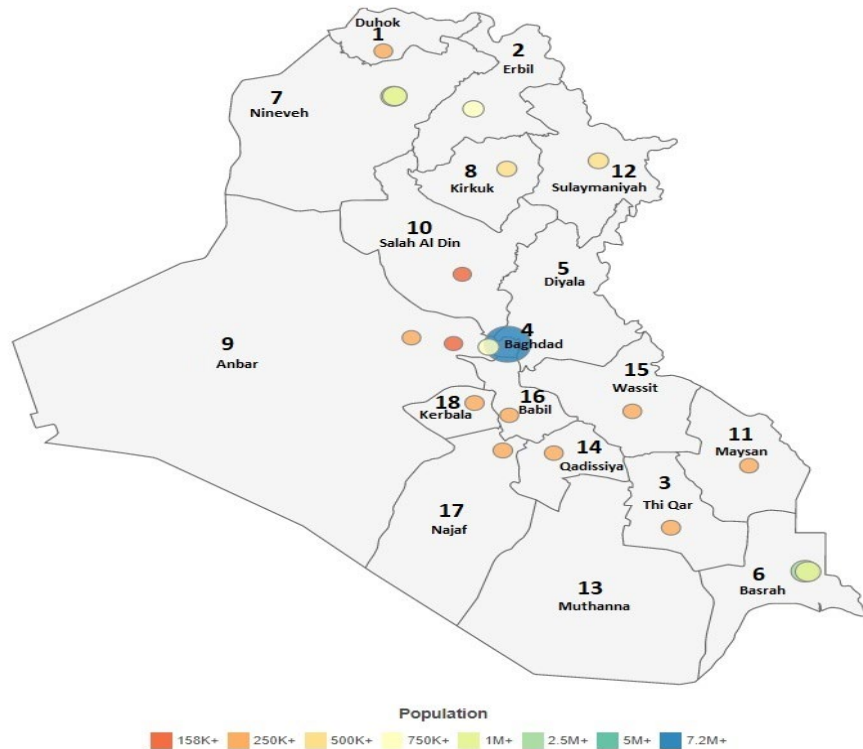 Duhok
1
2
Erbil
7
Nineveh
8
Kirkuk
12
Sulaymaniyah
10
Salah Al Din
5
Diyala
4
Baghdad
9
Anbar
15
Wassit
18
Kerbala
16
Babil
11
Maysan
14
Qadissiya
3
Thi Qar
17
Najaf
13
Muthanna
6
Basrah
Population
158K+ 250K+ 500K+ 750K+ 1M+ 2.5M+ 5M+ 7.2M+